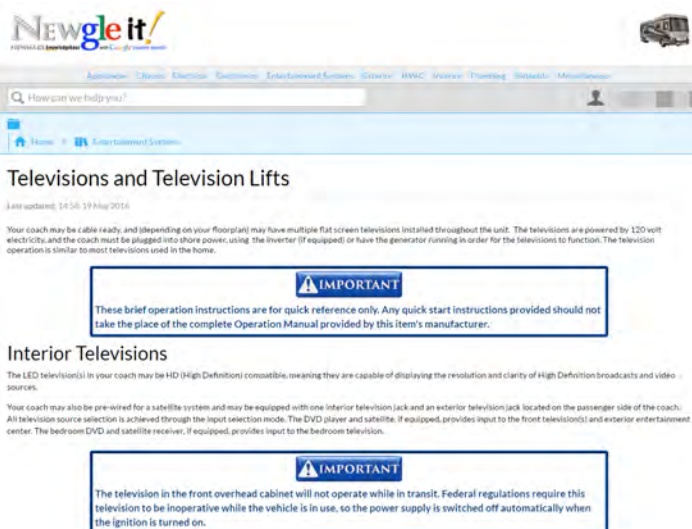 Newgle it!
Appliances Chassis Electrical Electronics Entertainment Systems Exterior HVAC Interior Plumbing Miscellaneous
How can we help you?
Home Entertainment Systems
Televisions and Television Lifts
Last updated: 14:58, 19 May 2016
Your coach may be cable ready, and (depending on your floorplan) may have multiple flat screen televisions installed throughout the unit. The televisions are powered by 120 volt
electricity, and the coach must be plugged into shore power, using the inverter (if equipped) or have the generator running in order for the televisions to function. The television
operation is similar to most televisions used in the home.
IMPORTANT
These brief operation instructions are for quick reference only. Any quick start instructions provided should not
take the place of the complete Operation Manual provided by this item's manufacturer.
Interior Televisions
The LED television(s) in your coach may be HD (High Definition) compatible, meaning they are capable of displaying the resolution and clarity of High Definition broadcasts and video
sources.
Your coach may also be pre-wired for a satellite system and may be equipped with one interior television jack and an exterior television jack located on the passenger side of the coach.
All television source selection is achieved through the input selection mode. The DVD player and satellite, if equipped, provides input to the front television(s) and exterior entertainment
center. The bedroom DVD and satellite receiver, if equipped, provides input to the bedroom television.
IMPORTANT
The television in the front overhead cabinet will not operate while in transit. Federal regulations require this
television to be inoperative while the vehicle is in use, so the power supply is switched off automatically when
the ignition is turned on.